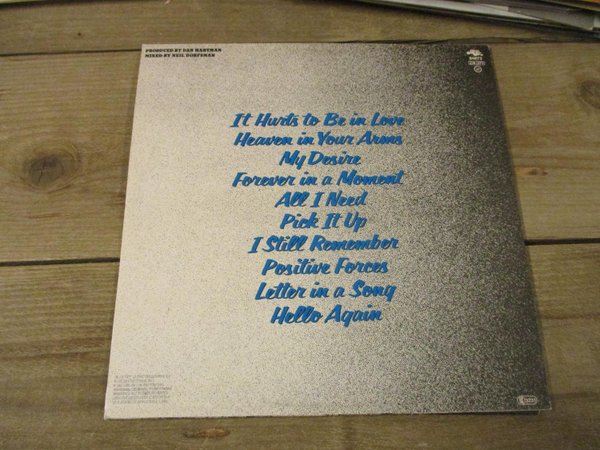 PRODUCED BY DAN HARTMAN
MIXED BY NEIL DORFSMAN
It Hurts to Be in Love
Heaven in Your Arms
My Desire
Forever in a Moment
All I Need
Pick It Up
I Still Remember
Positive Forces
Letter in a Song
Hello Again